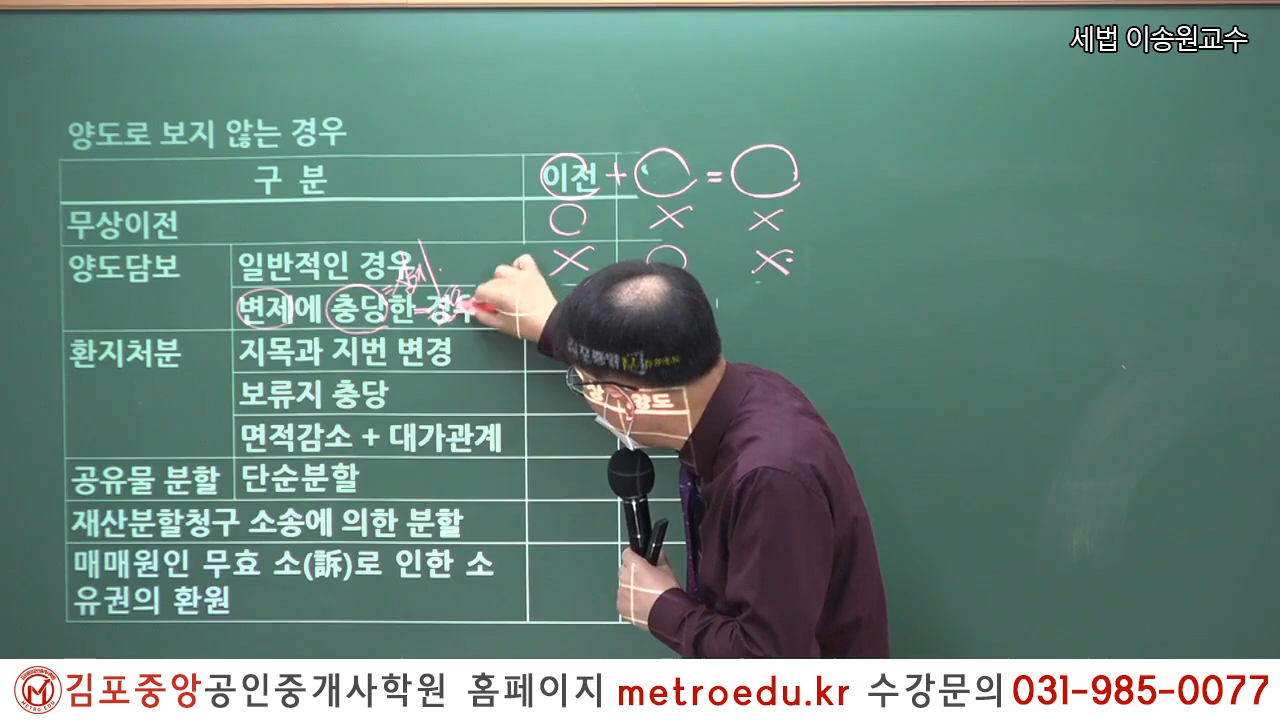 세법 이송원교수
양도로 보지 않는 경우
구 분 이전 + =
무상이전
양도담보 일반적인 경우
변제에 충당한 경우
환지처분 지목과 지번 변경
보류지 충당
면적감소 + 대가관계
공유물 분할 단순분할
양도
재산분할청구 소송에 의한 분할
매매원인 무효 소(訴)로 인한 소
유권의 환원
METRO EDU
김포중앙공인중개사학원 홈페이지 metroedu.kr 수강문의 031-985-0077